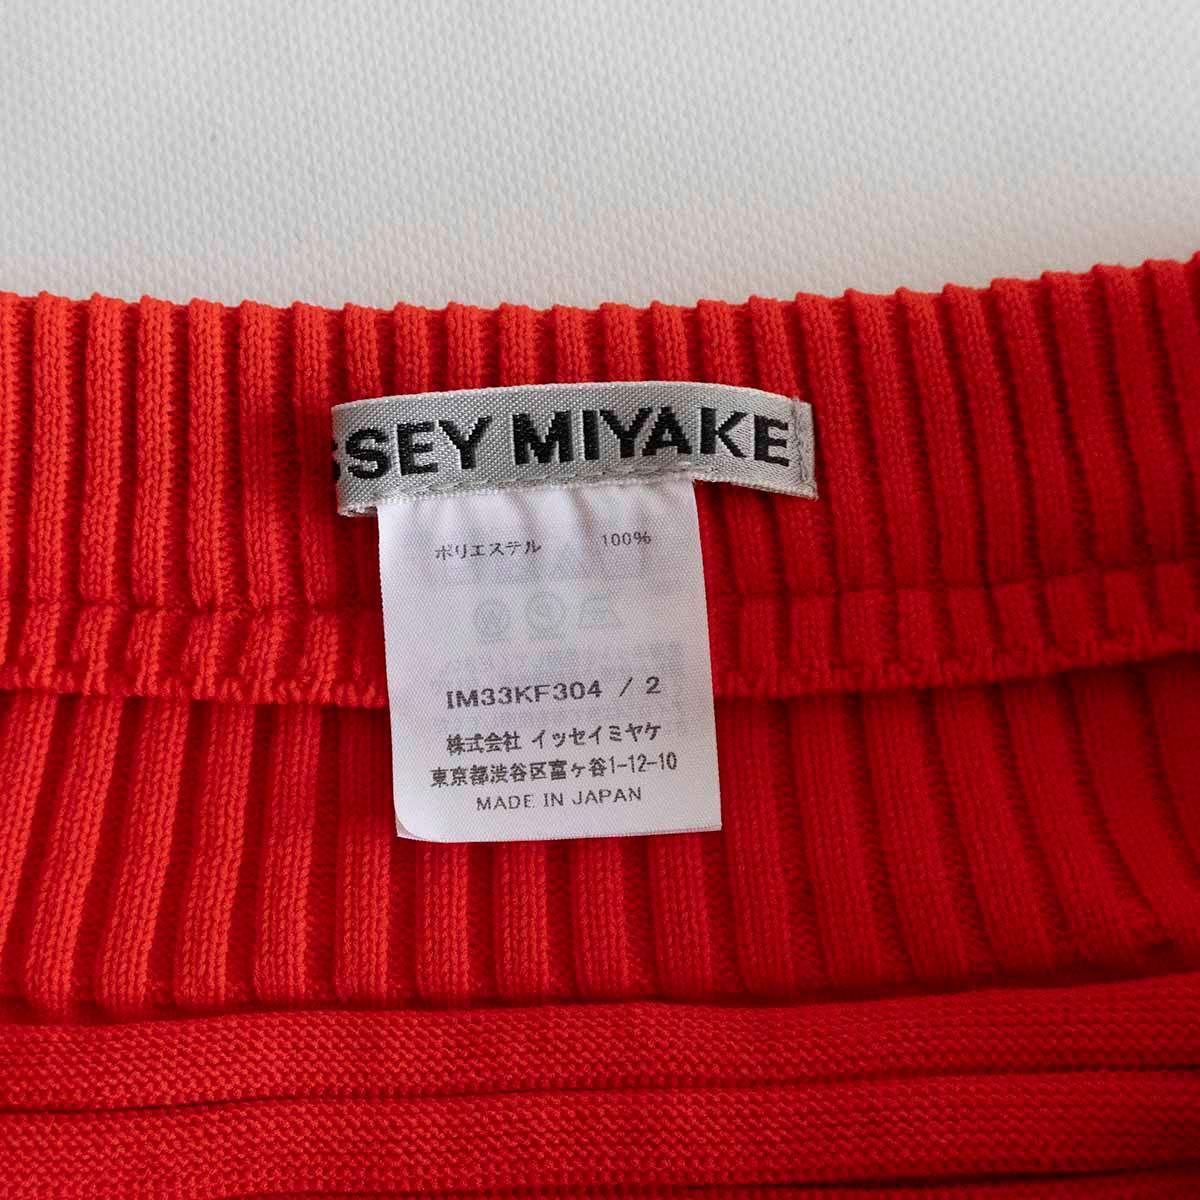 SSEY MIYAKE
ポリエステル 100%
IM33KF304 / 2
株式会社 イッセイミヤケ
東京都渋谷区富ヶ谷1-12-10
MADE IN JAPAN